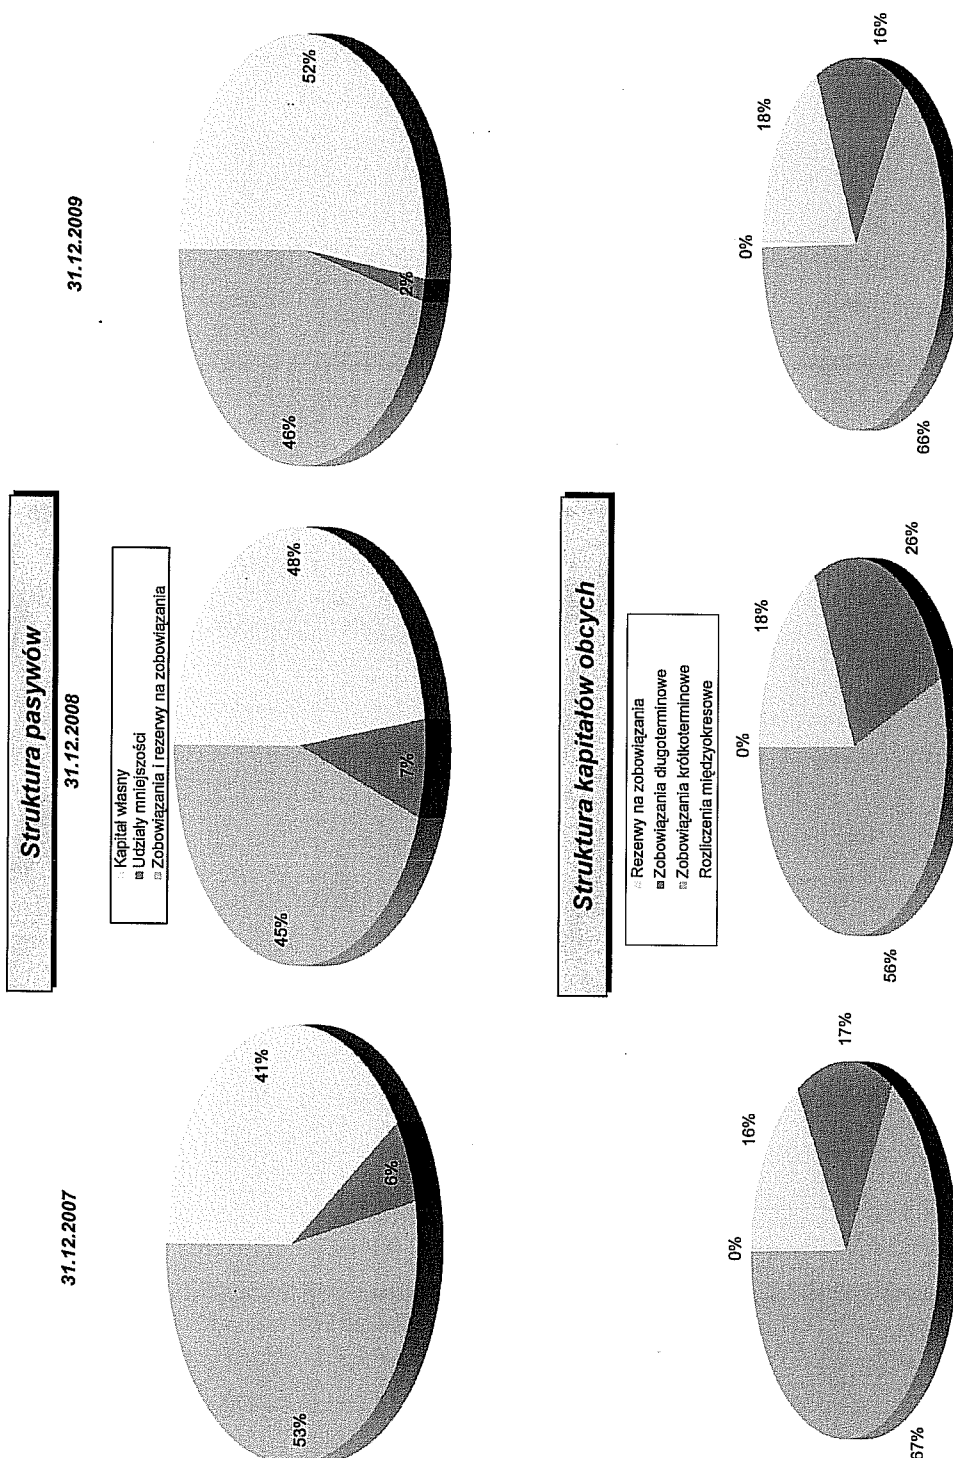 Struktura pasywów
31.12.2007
31.12.2008
31.12.2009
Kapitał własny
Udziały mniejszości
Zobowiązania i rezerwy na zobowiązania
53%
41%
6%
45%
48%
7%
46%
52%
2%
Struktura kapitałów obcych
Rezerwy na zobowiązania
Zobowiązania długoterminowe
Zobowiązania krótkoterminowe
Rozliczenia międzyokresowe
0%
16%
17%
67%
0%
18%
26%
56%
0%
18%
16%
66%